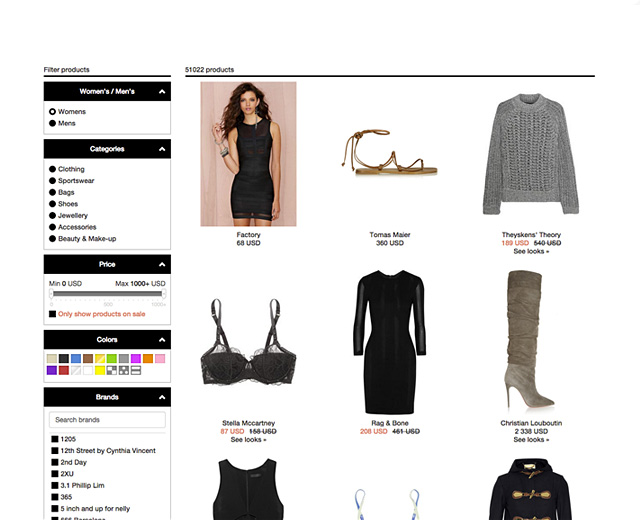 Filter products
51022 products
Women's / Men's
Womens
Mens
Categories
Clothing
Sportswear
Bags
Shoes
Jewellery
Accessories
Beauty & Make-up
Price
Min 0 USD Max 1000+ USD
0 500 1000+
Only show products on sale
Colors
Brands
Search brands
1205
12th Street by Cynthia Vincent
2nd Day
2XU
3.1 Phillip Lim
365
5 inch and up for nelly
Factory
68 USD
Tomas Maier
360 USD
Theyskens' Theory
189 USD 540 USD
See looks »
Stella Mccartney
87 USD 158 USD
See looks »
Rag & Bone
208 USD 461 USD
Christian Louboutin
2 338 USD
See looks »